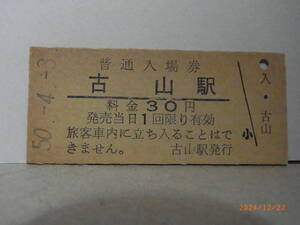 普通入場券
古山駅
料金30円
発売当日1回限り有効
旅客車内に立ち入ることはで
きません。 古山駅発行
50.-4.-3
入・古山
小
2024/12/22